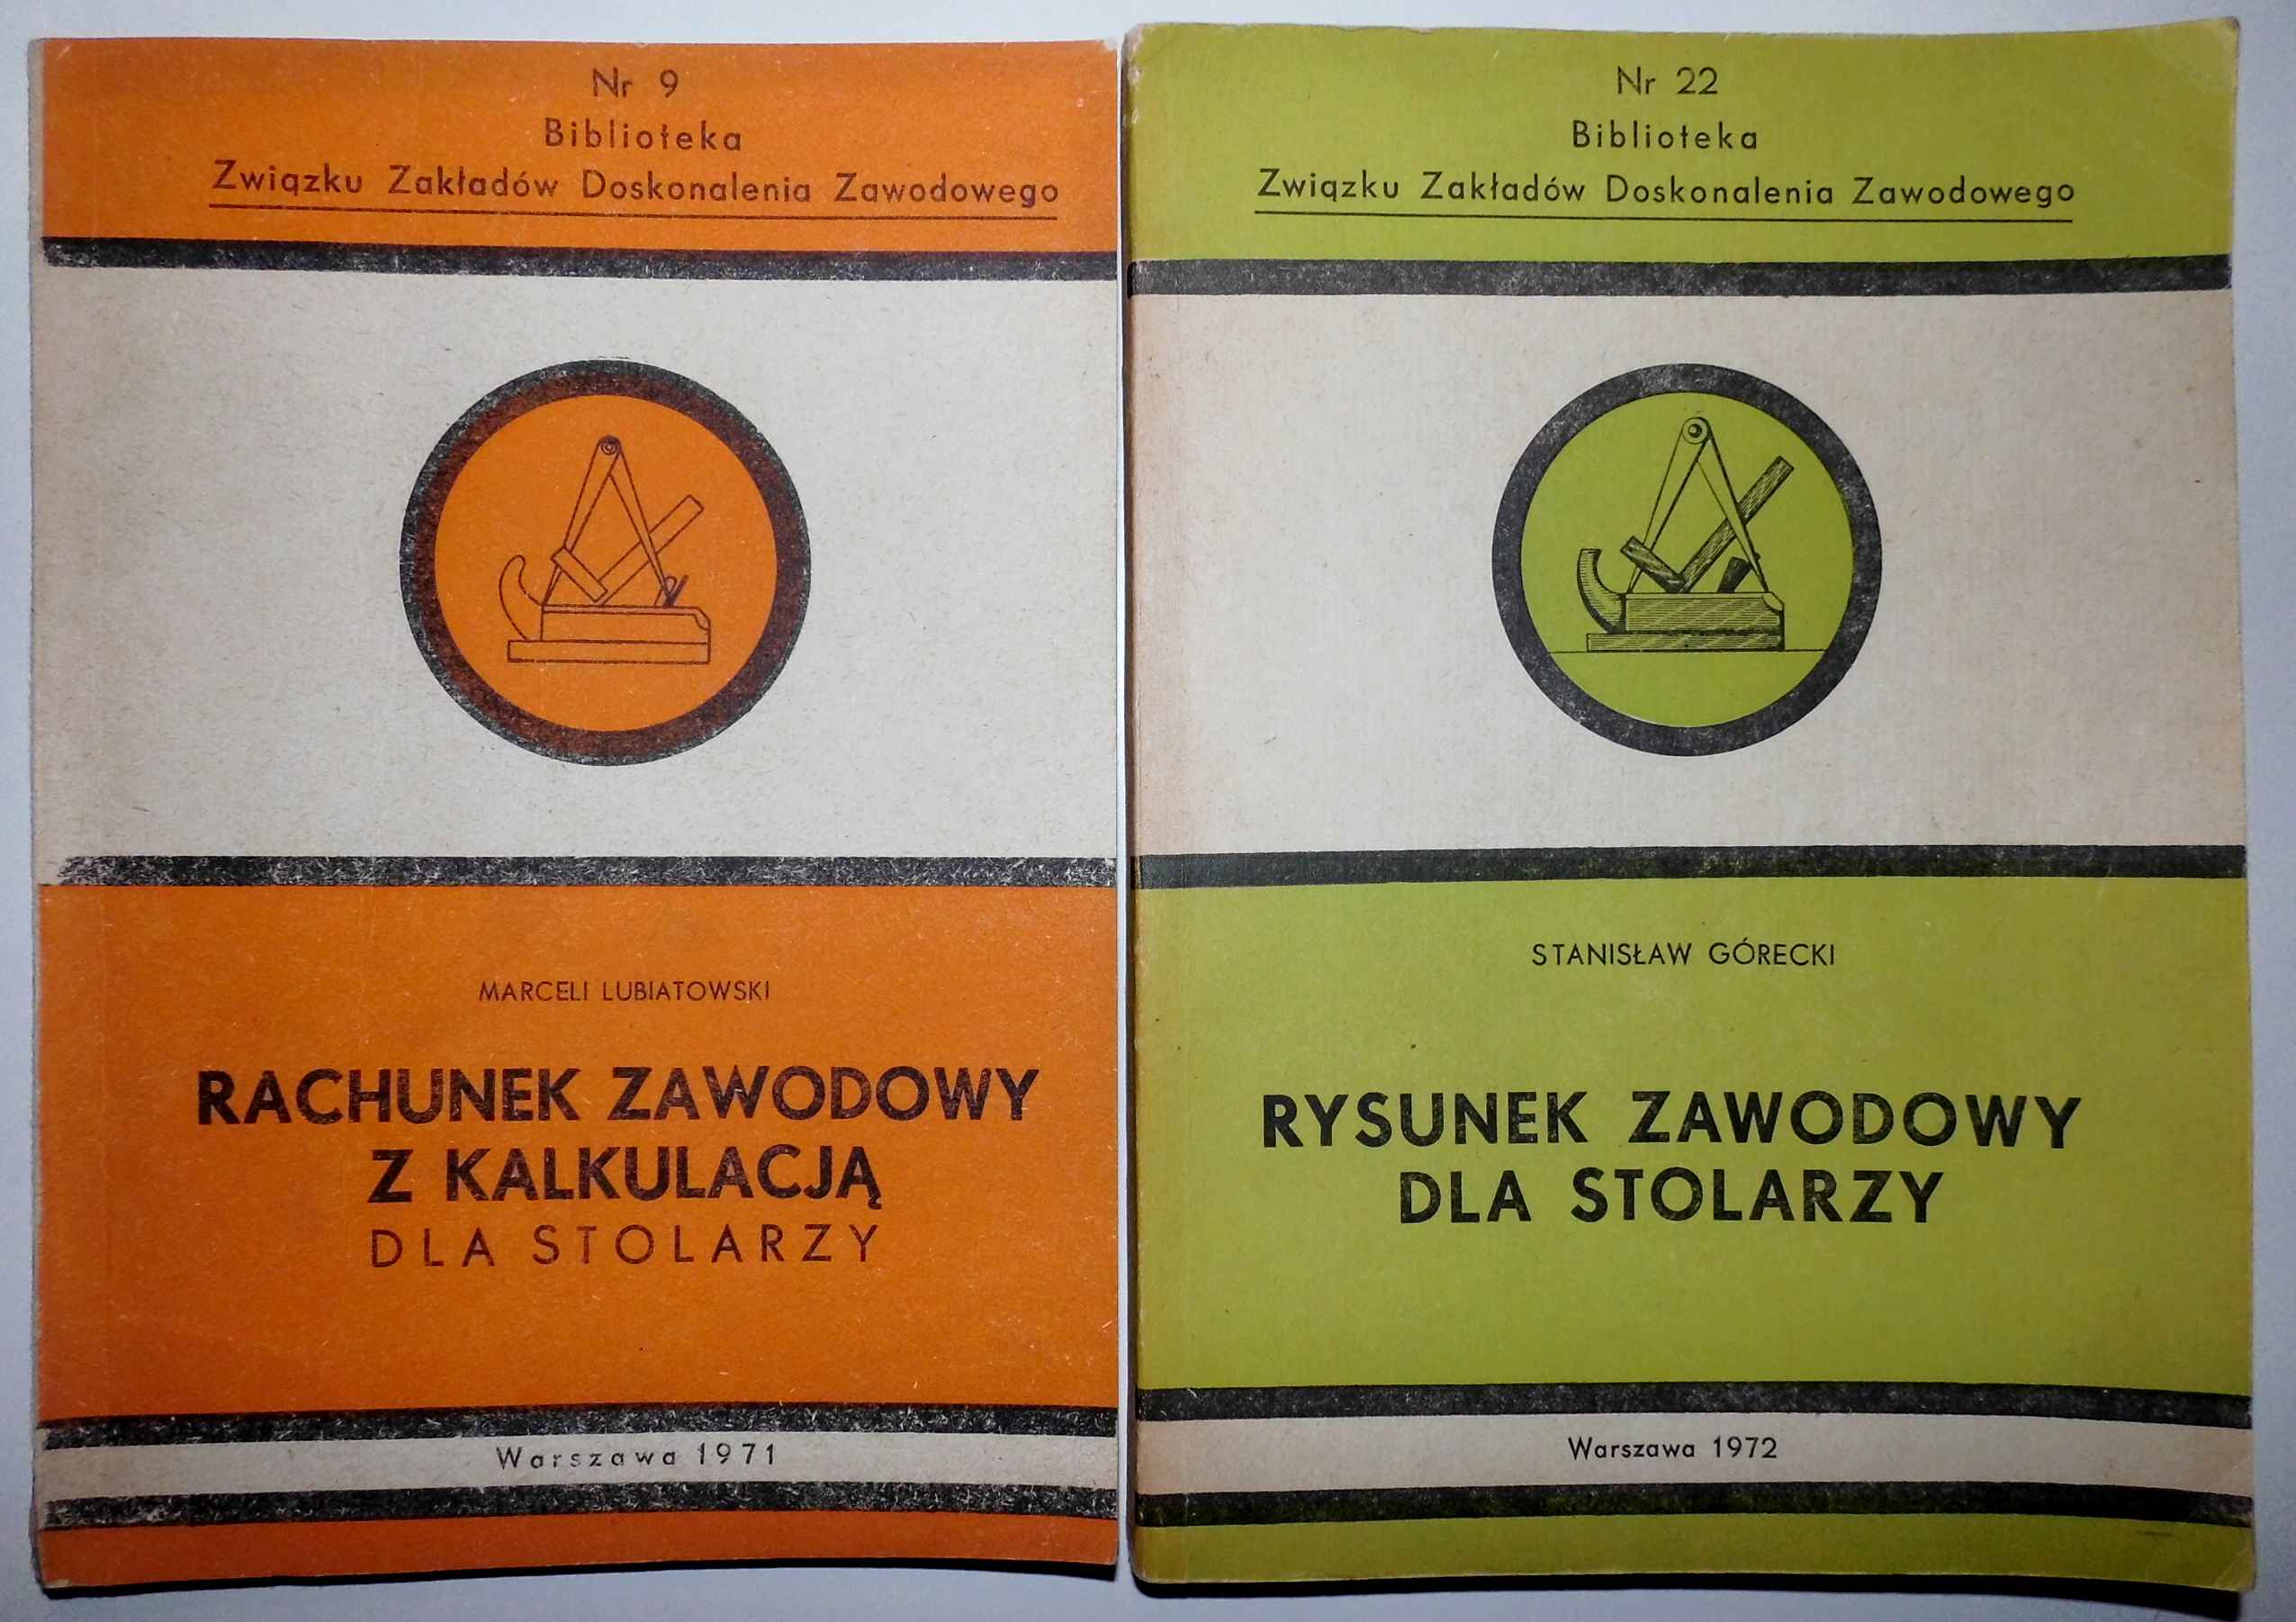 Nr 9
Biblioteka
Związku Zakładów Doskonalenia Zawodowego
MARCELI LUBIATOWSKI
RACHUNEK ZAWODOWY
Z KALKULACJĄ
DLA STOLARZY
Warszawa 1971
Nr 22
Biblioteka
Związku Zakładów Doskonalenia Zawodowego
STANISŁAW GÓRECKI
RYSUNEK ZAWODOWY
DLA STOLARZY
Warszawa 1972